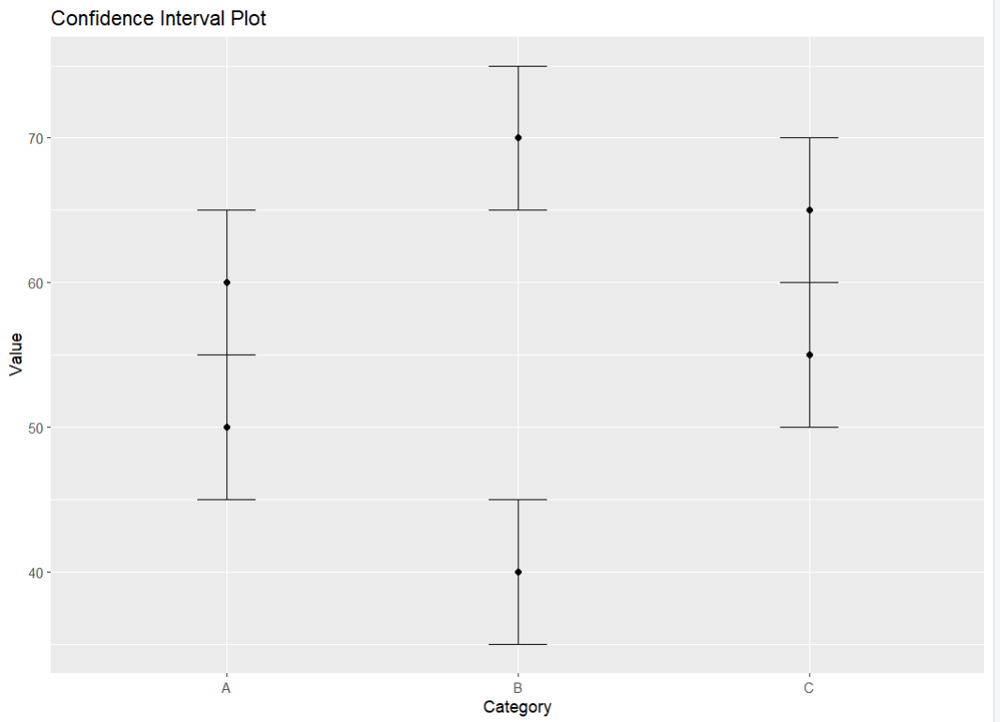 Confidence Interval Plot
Value
70
60
50
40
A B C
Category